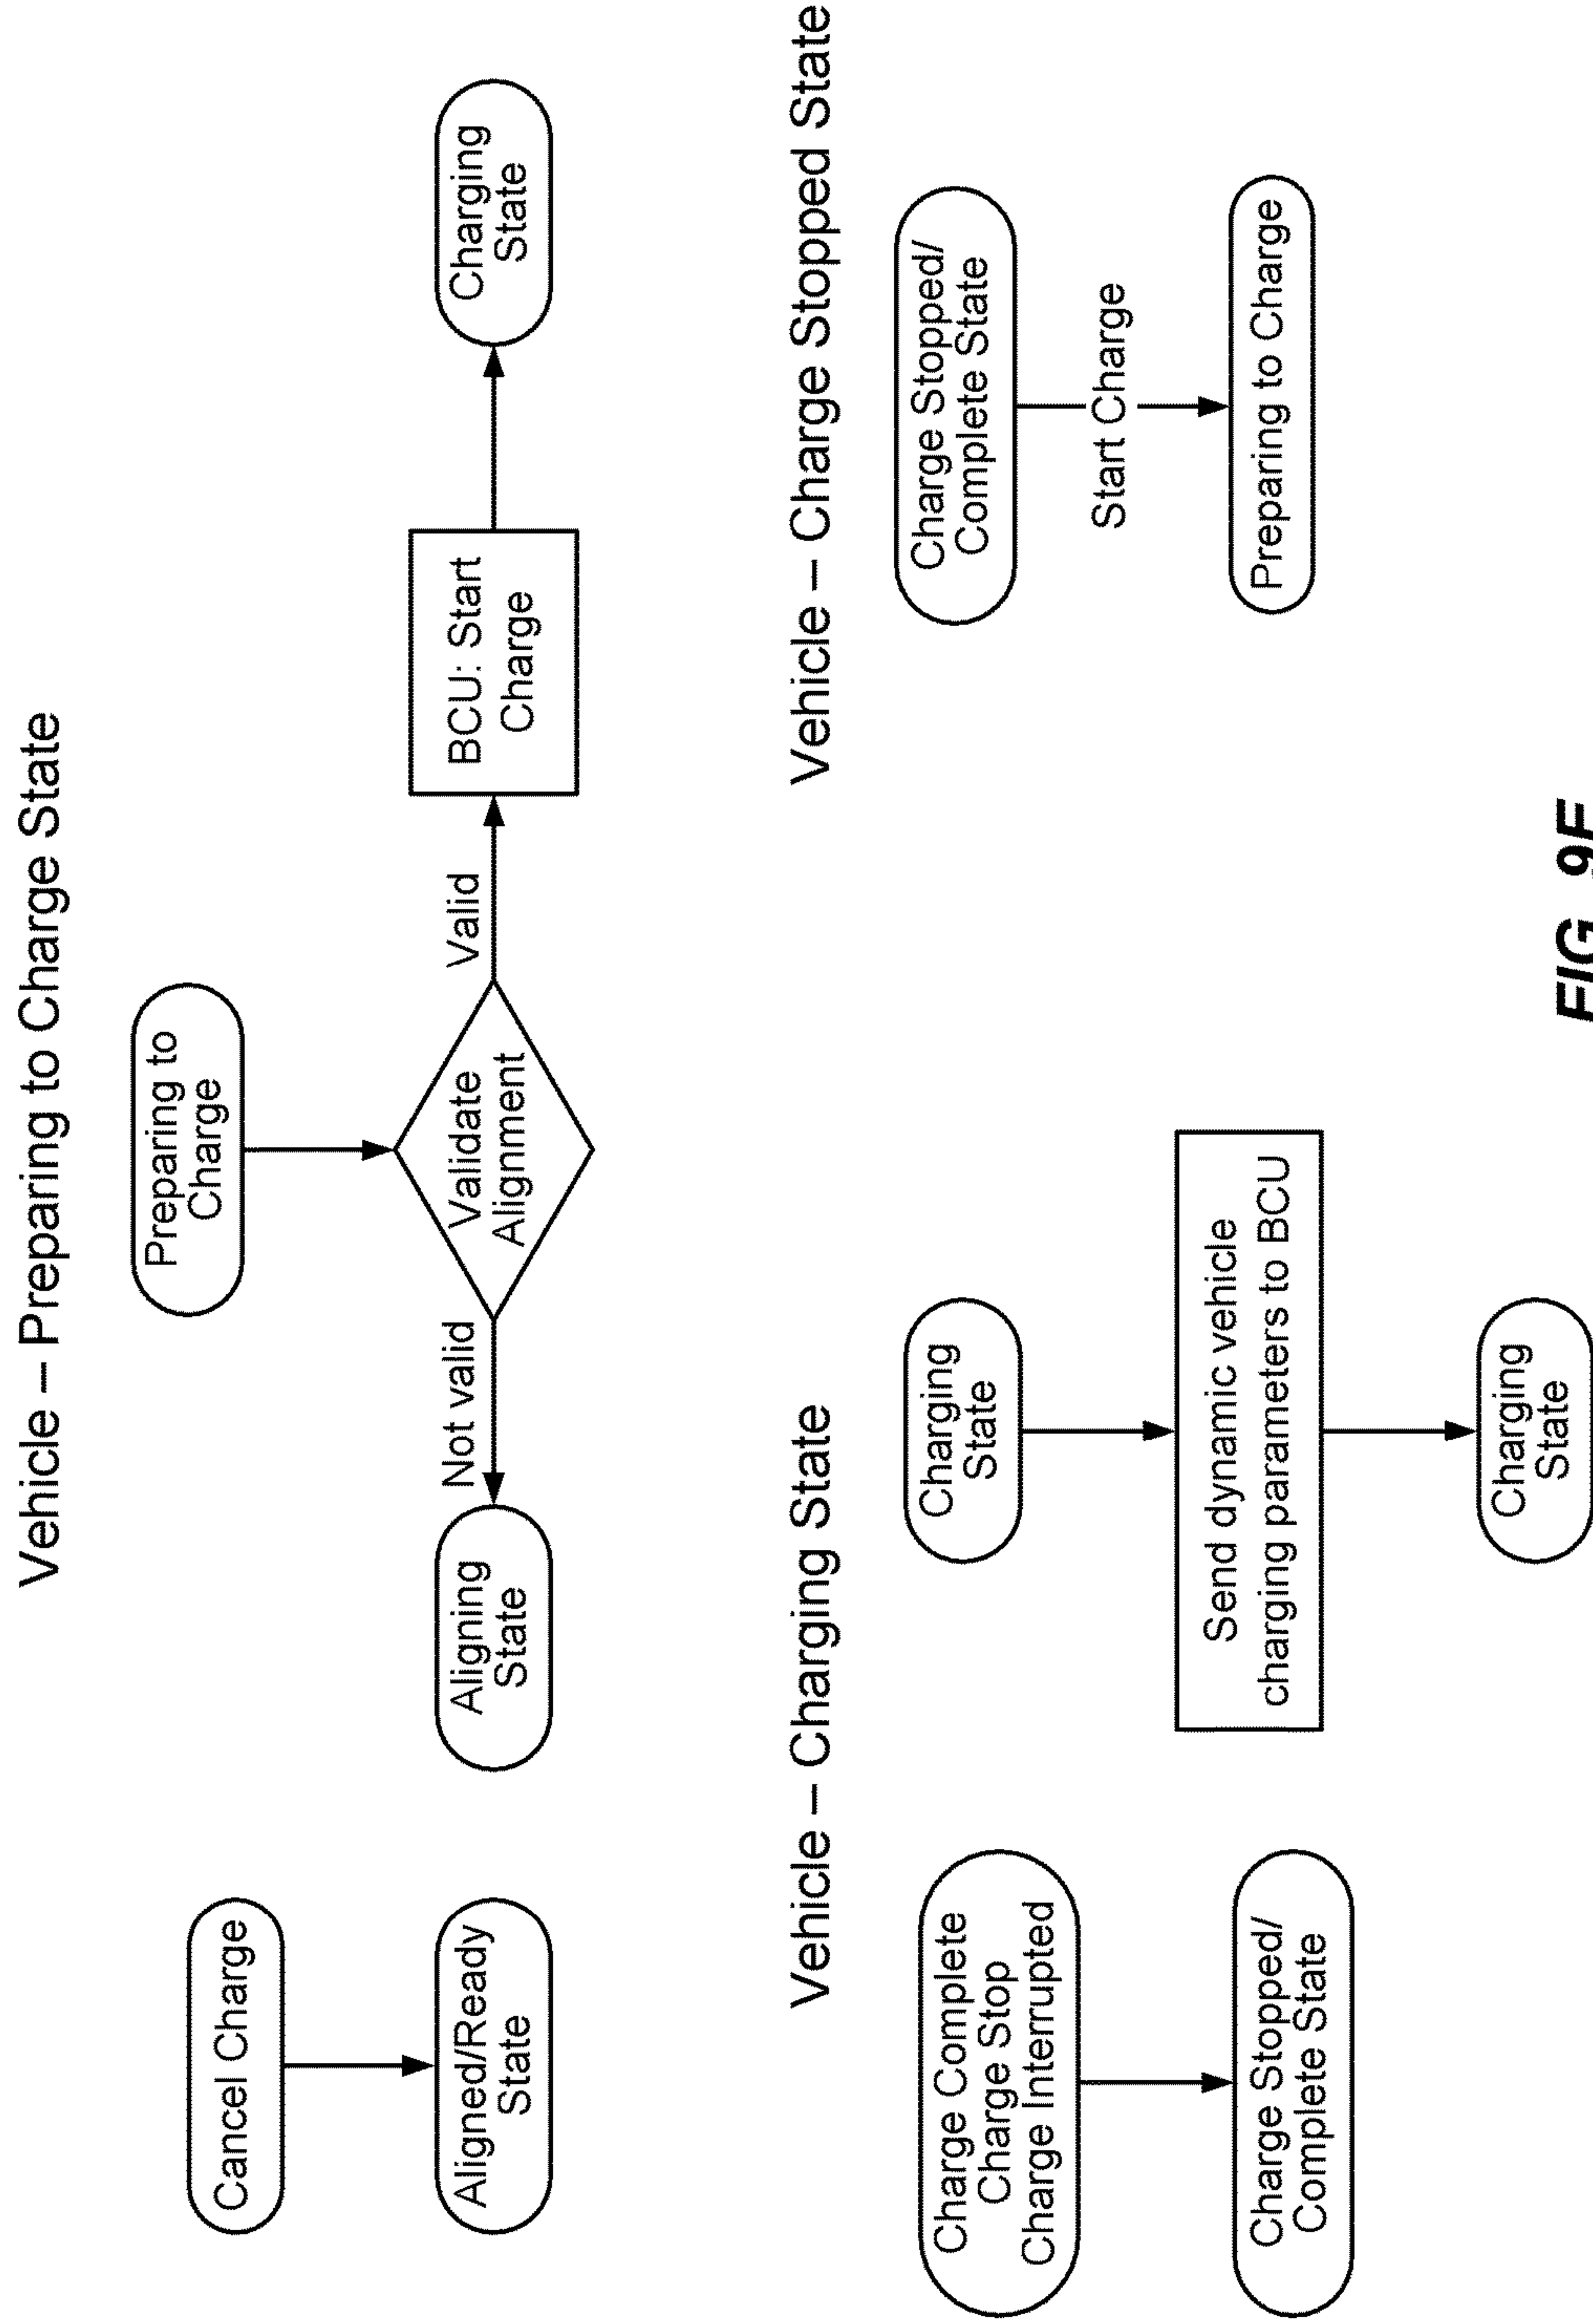 Vehicle – Preparing to Charge State
Cancel Charge
Aligned/Ready
State
Preparing to
Charge
Validate
Alignment
Not valid
Aligning
State
Valid
BCU: Start
Charge
Charging
State
Vehicle – Charging State
Charge Complete
Charge Stop
Charge Interrupted
Charge Stopped/
Complete State
Charging
State
Send dynamic vehicle
charging parameters to BCU
Charging
State
Vehicle – Charge Stopped State
Charge Stopped/
Complete State
Start Charge
Preparing to Charge
FIG